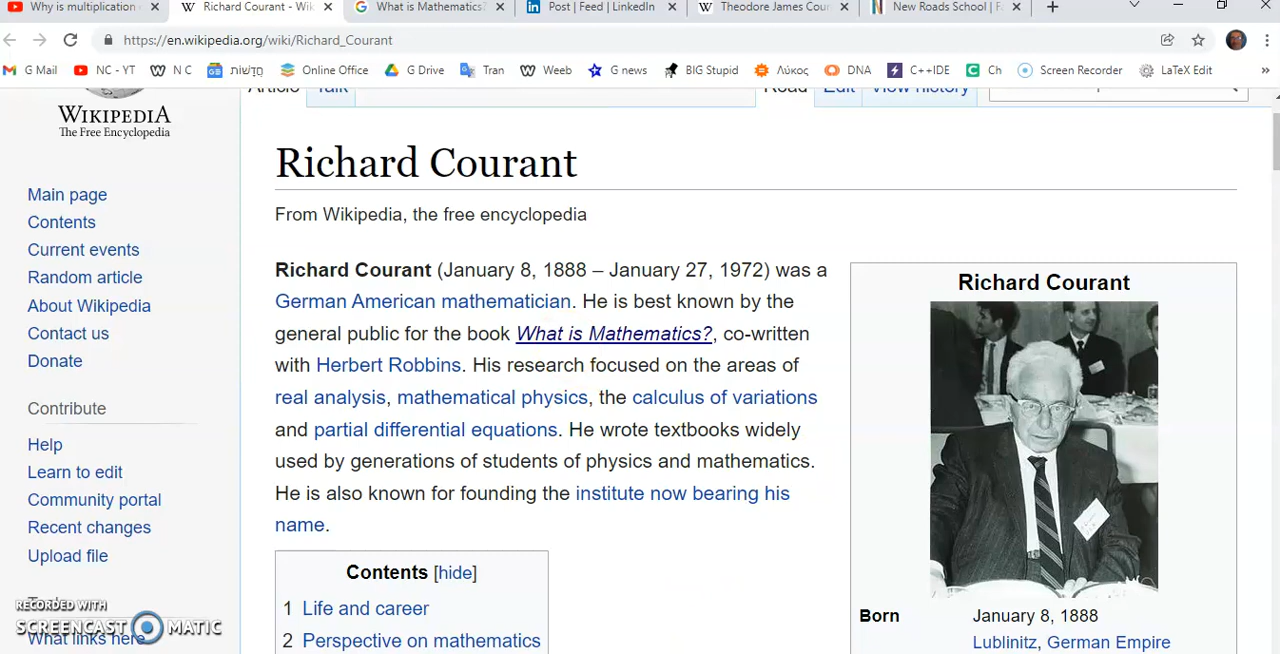 Why is multiplication
Richard Courant - Wi
What is Mathematics?
Post | Feed | LinkedIn
Theodore James Cou
New Roads School | F
https://en.wikipedia.org/wiki/Richard_Courant
G Mail
NC - YT
N C
חֲדָשׁוֹת
Online Office
G Drive
Tran
Weeb
G news
BIG Stupid
Λύκος
DNA
C++IDE
Ch
Screen Recorder
LaTeX Edit
»
Article
Talk
Read
Edit
View history
WIKIPEDIA
The Free Encyclopedia
Main page
Contents
Current events
Random article
About Wikipedia
Contact us
Donate
Contribute
Help
Learn to edit
Community portal
Recent changes
Upload file
What links here
RECORDED WITH
SCREENCAST MATIC
Richard Courant
From Wikipedia, the free encyclopedia
Richard Courant (January 8, 1888 – January 27, 1972) was a
German American mathematician. He is best known by the
general public for the book What is Mathematics?, co-written
with Herbert Robbins. His research focused on the areas of
real analysis, mathematical physics, the calculus of variations
and partial differential equations. He wrote textbooks widely
used by generations of students of physics and mathematics.
He is also known for founding the institute now bearing his
name.
Contents [hide]
1 Life and career
2 Perspective on mathematics
Richard Courant
Born January 8, 1888
Lublinitz, German Empire